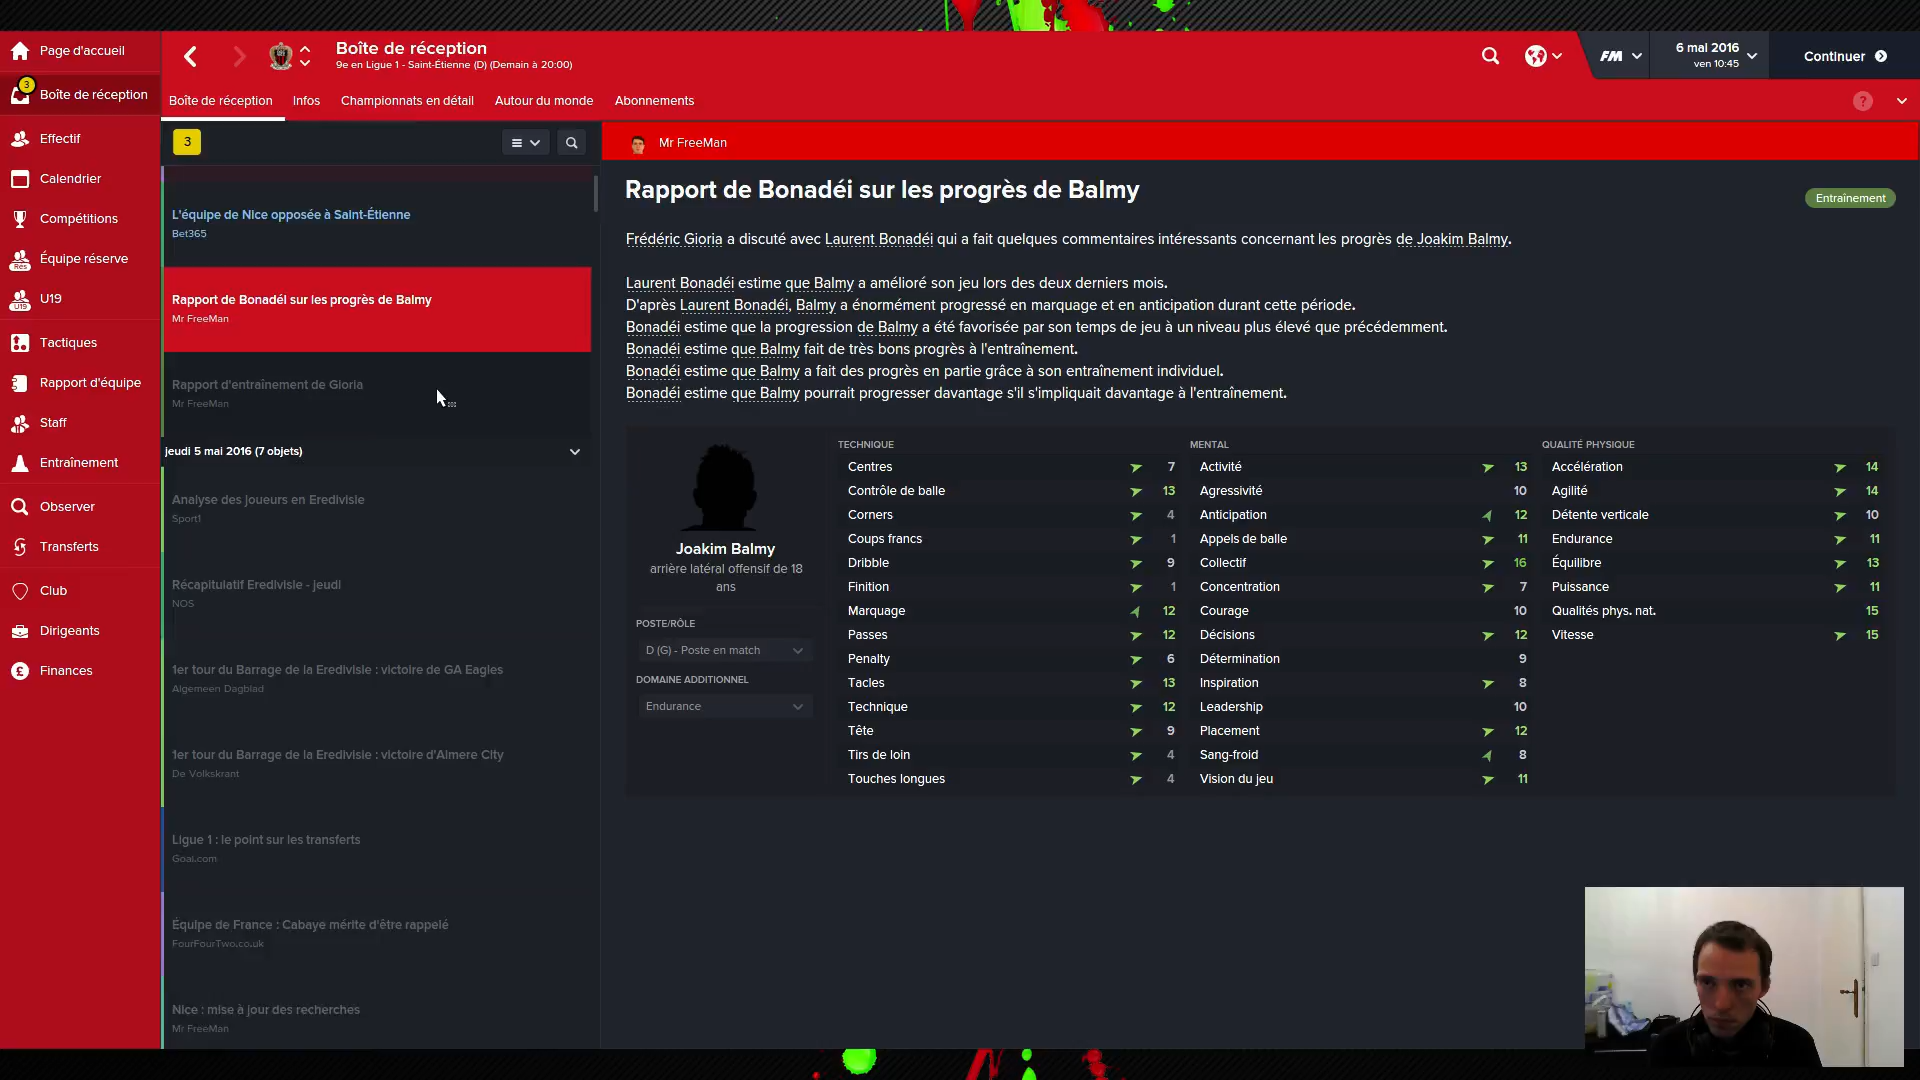 Page d'accueil
3
Boîte de réception
Effectif
Calendrier
Compétitions
Res
Équipe réserve
U19
U19
Tactiques
Rapport d'équipe
Staff
Entraînement
Observer
Transferts
Club
Dirigeants
£
Finances
Boîte de réception
9e en Ligue 1 - Saint-Étienne (D) (Demain à 20:00)
FM
6 mai 2016
ven 10:45
Continuer
Boîte de réception
Infos
Championnats en détail
Autour du monde
Abonnements
?
3
L'équipe de Nice opposée à Saint-Étienne
Bet365
Rapport de Bonadéi sur les progrès de Balmy
Mr FreeMan
Rapport d'entraînement de Gioria
Mr FreeMan
jeudi 5 mai 2016 (7 objets)
Analyse des joueurs en Eredivisie
Sport1
Récapitulatif Eredivisie - jeudi
NOS
1er tour du Barrage de la Eredivisie : victoire de GA Eagles
Algemeen Dagblad
1er tour du Barrage de la Eredivisie : victoire d'Almere City
De Volkskrant
Ligue 1 : le point sur les transferts
Goal.com
Équipe de France : Cabaye mérite d'être rappelé
FourFourTwo.co.uk
Nice : mise à jour des recherches
Mr FreeMan
Mr FreeMan
Rapport de Bonadéi sur les progrès de Balmy
Entraînement
Frédéric Gioria a discuté avec Laurent Bonadéi qui a fait quelques commentaires intéressants concernant les progrès de Joakim Balmy.
Laurent Bonadéi estime que Balmy a amélioré son jeu lors des deux derniers mois.
D'après Laurent Bonadéi, Balmy a énormément progressé en marquage et en anticipation durant cette période.
Bonadéi estime que la progression de Balmy a été favorisée par son temps de jeu à un niveau plus élevé que précédemment.
Bonadéi estime que Balmy fait de très bons progrès à l'entraînement.
Bonadéi estime que Balmy a fait des progrès en partie grâce à son entraînement individuel.
Bonadéi estime que Balmy pourrait progresser davantage s'il s'impliquait davantage à l'entraînement.
Joakim Balmy
arrière latéral offensif de 18
ans
POSTE/RÔLE
D (G) - Poste en match
DOMAINE ADDITIONNEL
Endurance
TECHNIQUE
Centres 7
Contrôle de balle 13
Corners 4
Coups francs 1
Dribble 9
Finition 1
Marquage 12
Passes 12
Penalty 6
Tacles 13
Technique 12
Tête 9
Tirs de loin 4
Touches longues 4
MENTAL
Activité 13
Agressivité 10
Anticipation 12
Appels de balle 11
Collectif 16
Concentration 7
Courage 10
Décisions 12
Détermination 9
Inspiration 8
Leadership 10
Placement 12
Sang-froid 8
Vision du jeu 11
QUALITÉ PHYSIQUE
Accélération 14
Agilité 14
Détente verticale 10
Endurance 11
Équilibre 13
Puissance 11
Qualités phys. nat. 15
Vitesse 15